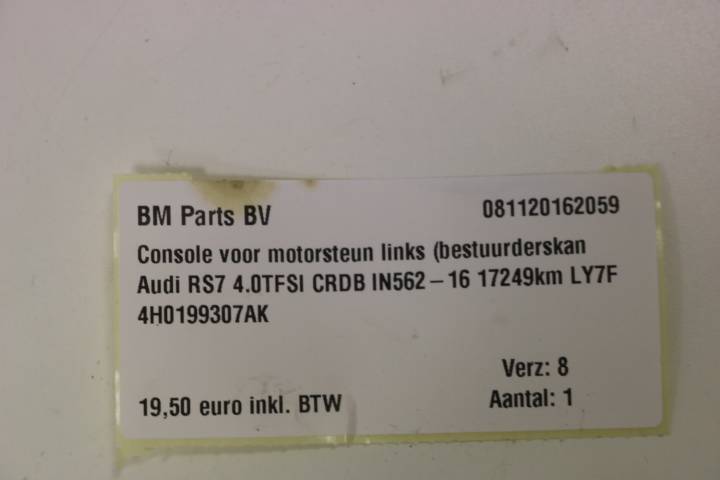 BM Parts BV 081120162059
Console voor motorsteun links (bestuurderskan
Audi RS7 4.0TFSI CRDB IN562-16 17249km LY7F
4H0199307AK
Verz: 8
19,50 euro inkl. BTW Aantal: 1